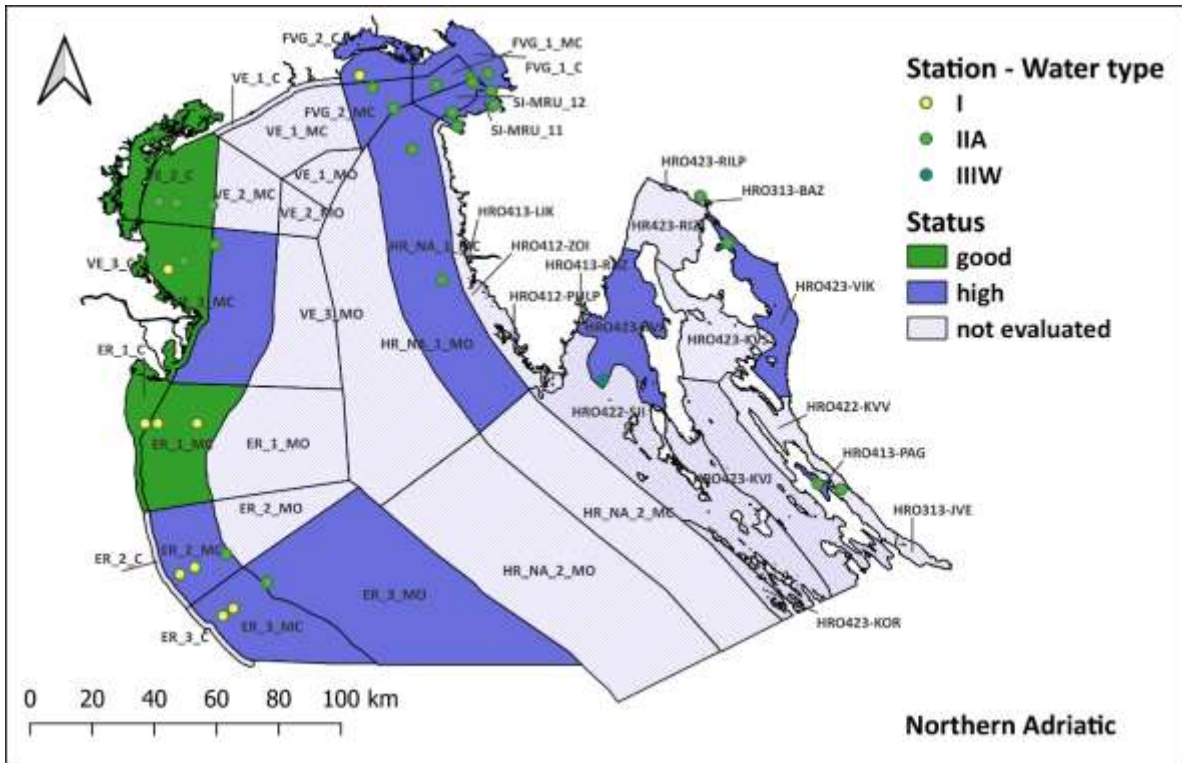 FVG_2_C
FVG_1_MC
FVG_1_C
VE_1_C
FVG_2_MC
SI-MRU_12
VE_1_MC
SI-MRU_11
VE_1_MO
VE_2_C
VE_2_MC
VE_2_MO
HRO423-RILP
HRO313-BAZ
HRO413-LIK
HR_NA_1_MC
HRO412-ZOI
VE_3_C
HRO412-PULP
VE_3_MC
VE_3_MO
HRO423-VIK
HR_NA_1_MO
ER_1_C
HRO422-KVV
HRO422-SJI
ER_1_MC
ER_1_MO
HRO413-PAG
HRO423-KVJ
ER_2_MO
HR_NA_2_MC
HRO313-JVE
ER_2_C
ER_2_MC
HR_NA_2_MO
ER_3_MO
ER_3_C
ER_3_MC
HRO423-KOR
Station - Water type
I
IIA
IIIW
Status
good
high
not evaluated
0 20 40 60 80 100 km
Northern Adriatic